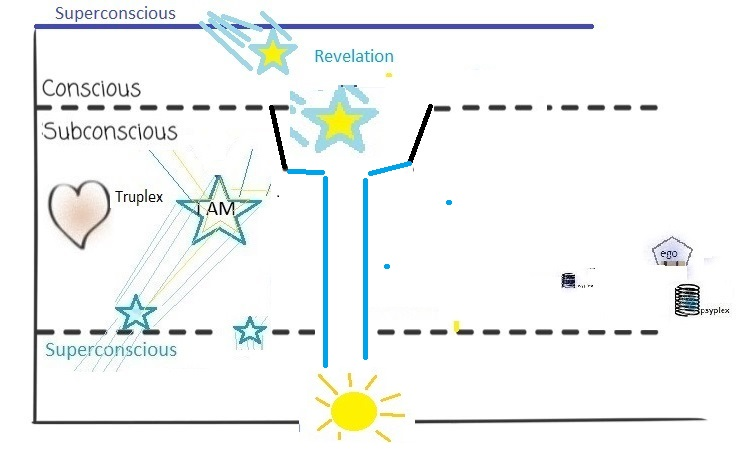 Superconscious
Revelation
Conscious
Subconscious
Truplex
I AM
ego
psyplex
Superconscious